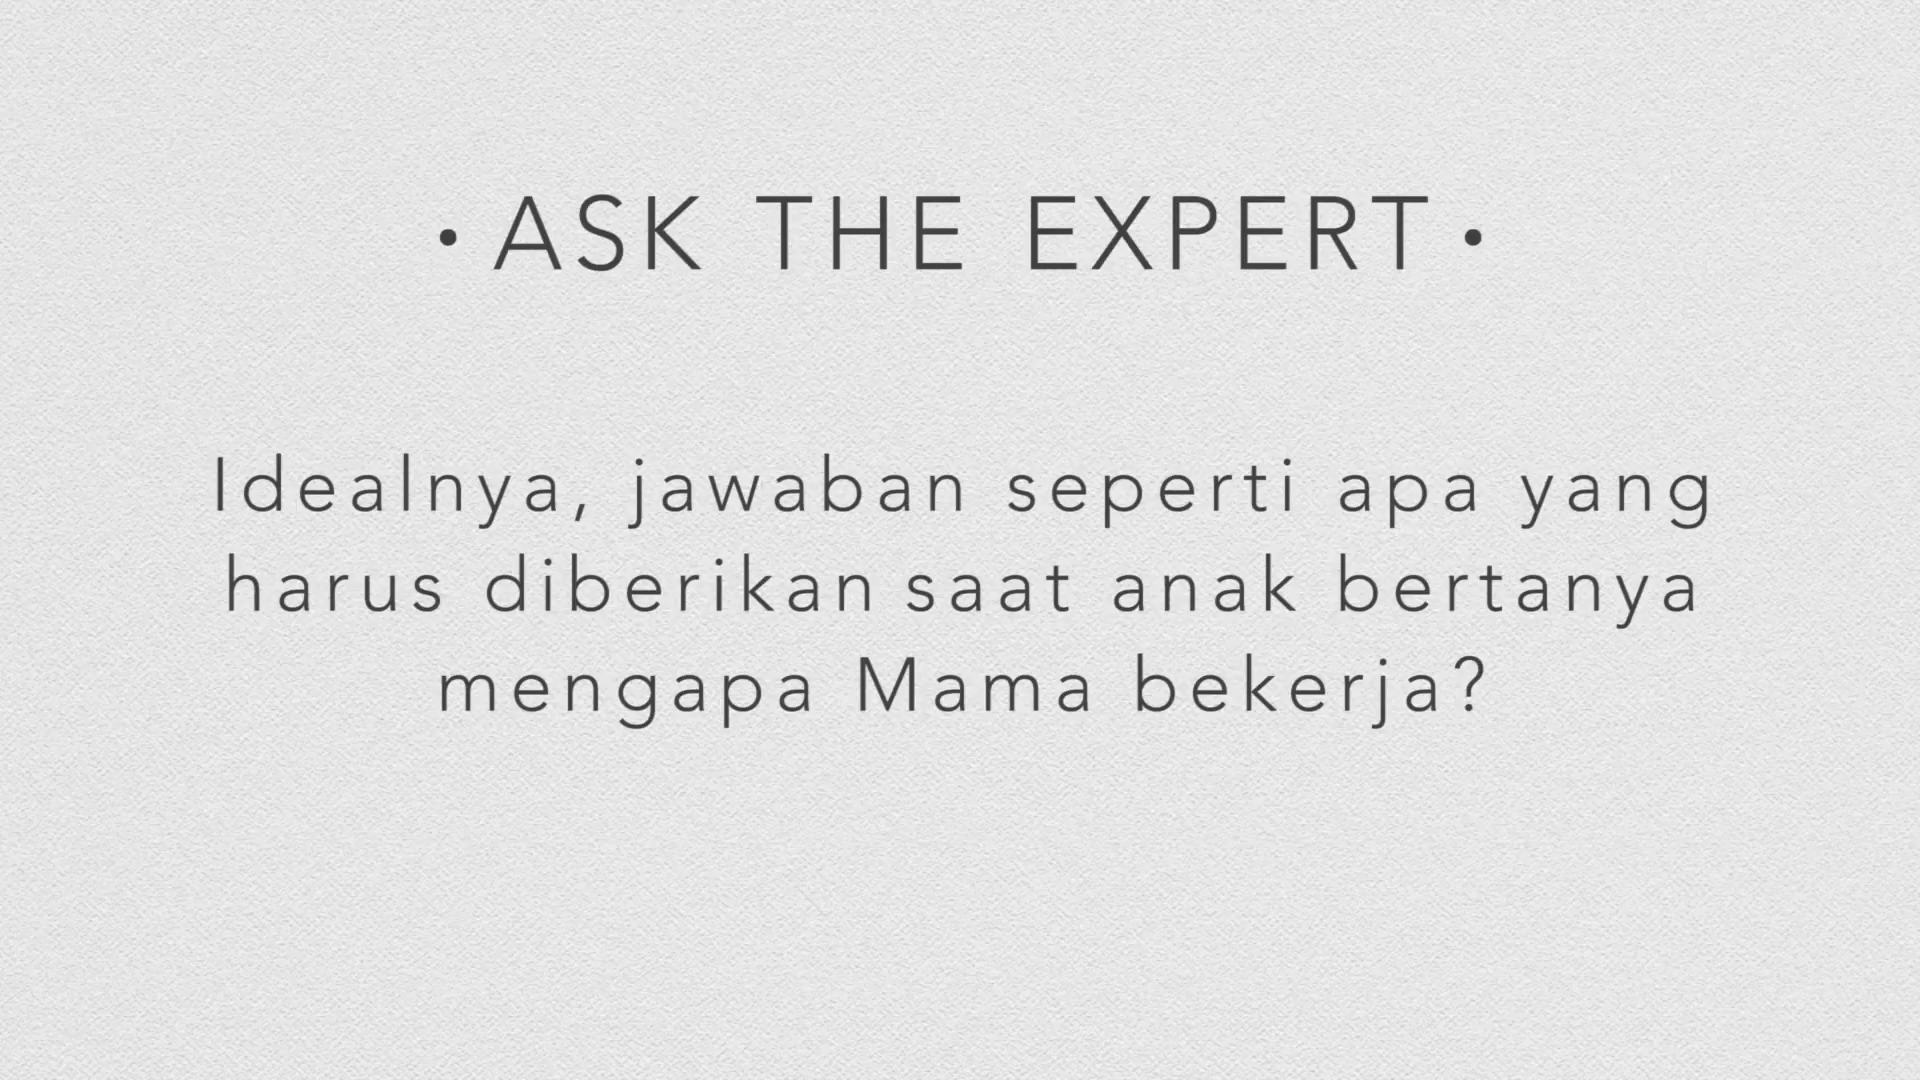 • ASK THE EXPERT •
Idealnya, jawaban seperti apa yang
harus diberikan saat anak bertanya
mengapa Mama bekerja?